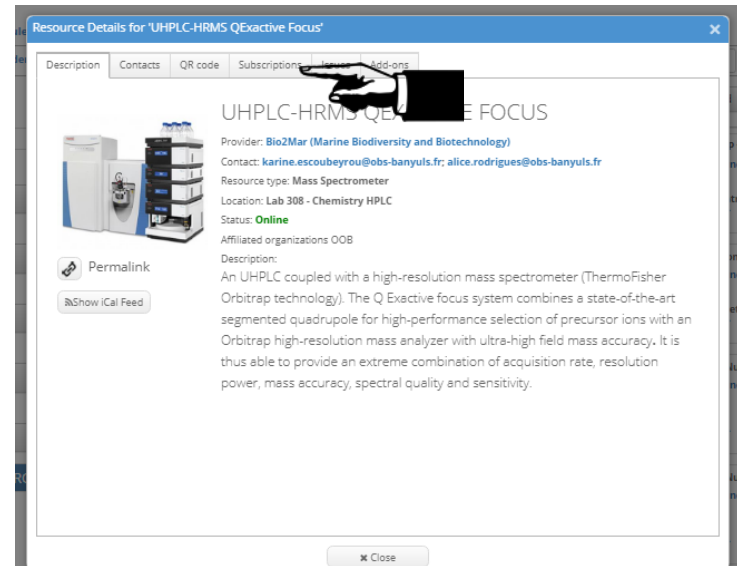 Resource Details for 'UHPLC-HRMS QExactive Focus'
Description Contacts QR code Subscriptions Issues Add-ons
UHPLC-HRMS FOCUS
Provider: Bio2Mar (Marine Biodiversity and Biotechnology)
Contact: karine.escoubeyrou@obs-banyuls.fr; alice.rodrigues@obs-banyuls.fr
Resource type: Mass Spectrometer
Location: Lab 308 - Chemistry HPLC
Status: Online
Affiliated organizations OOB
Description:
An UHPLC coupled with a high-resolution mass spectrometer (ThermoFisher
Orbitrap technology). The Q Exactive focus system combines a state-of-the-art
segmented quadrupole for high-performance selection of precursor ions with an
Orbitrap high-resolution mass analyzer with ultra-high field mass accuracy. It is
thus able to provide an extreme combination of acquisition rate, resolution
power, mass accuracy, spectral quality and sensitivity.
Permalink
Show iCal Feed
Close